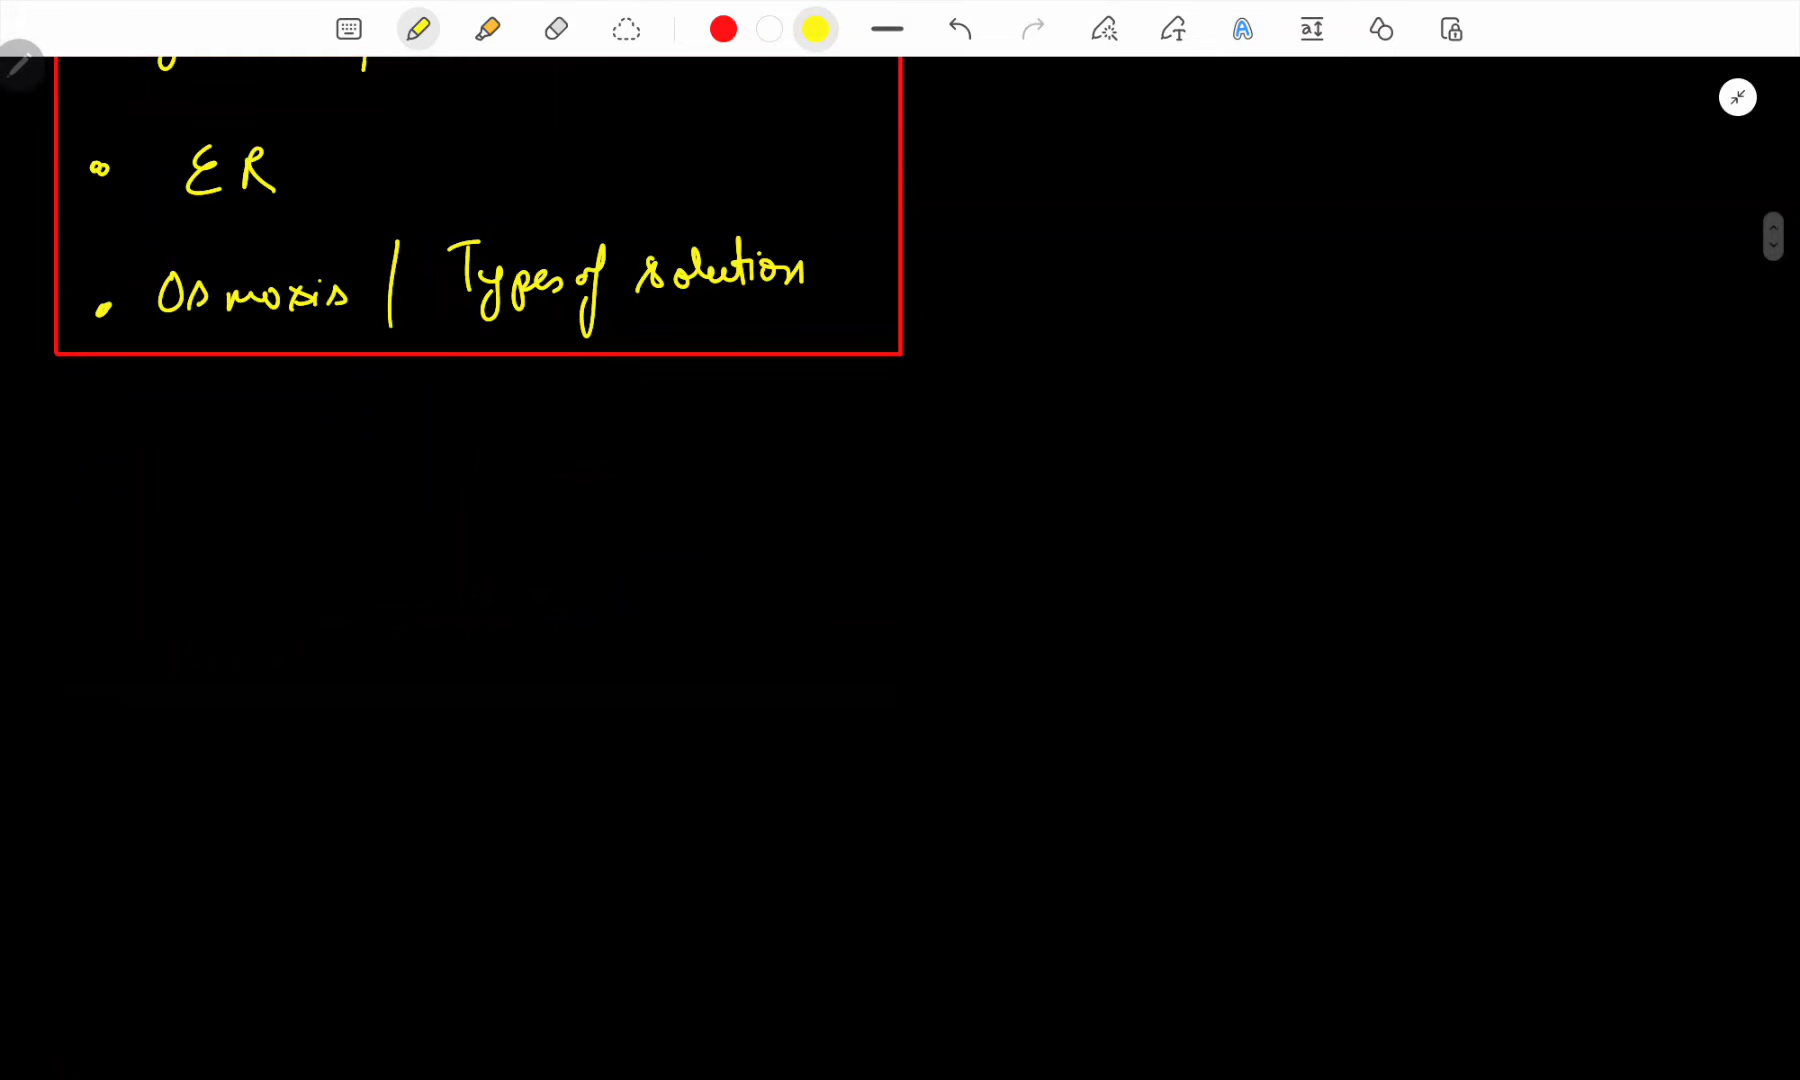 • ER
• Osmosis / Types of solution